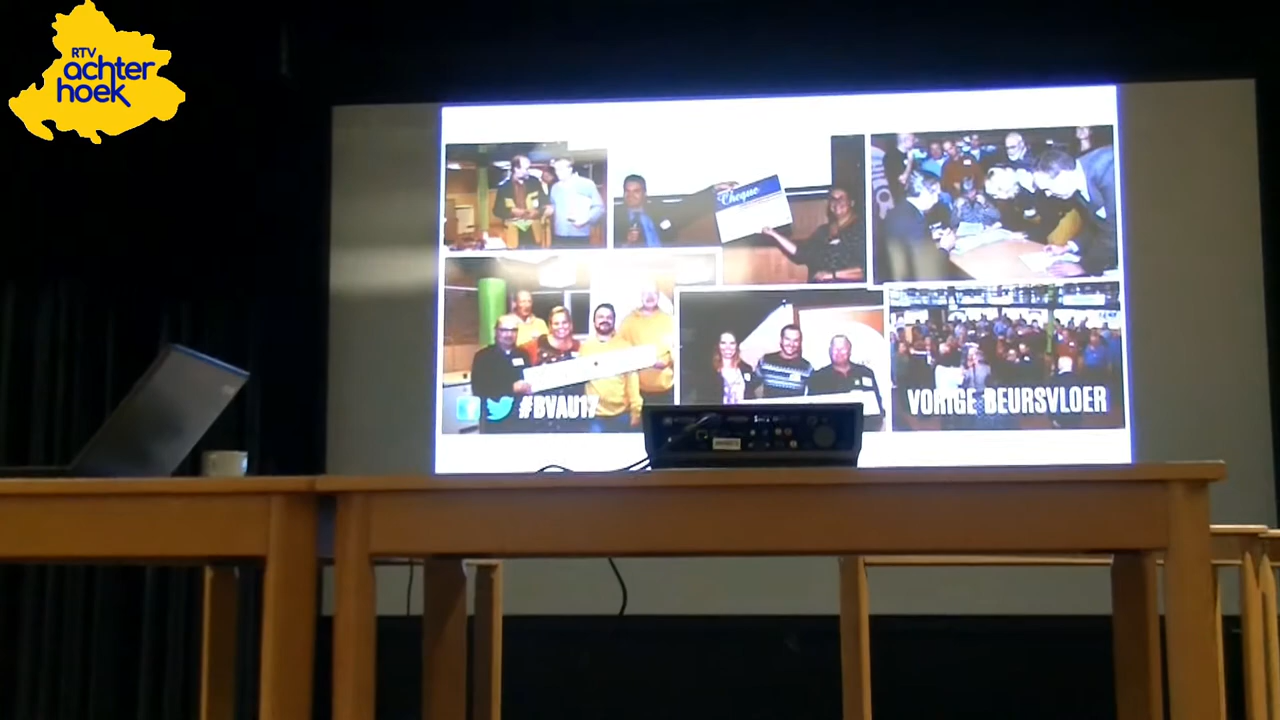 RTV
achter
hoek
Cheque
#BVAU17
VORIGE BEURSVLOER